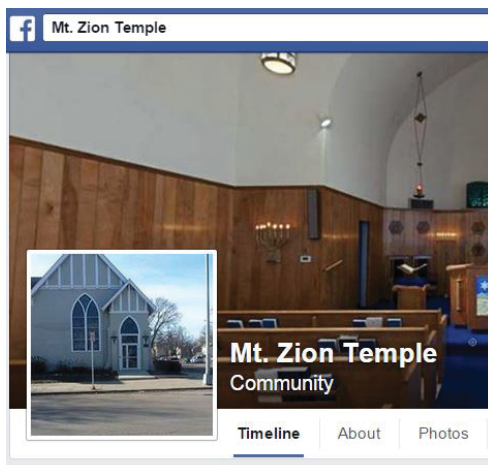 f Mt. Zion Temple
Mt. Zion Temple
Community
Timeline About Photos